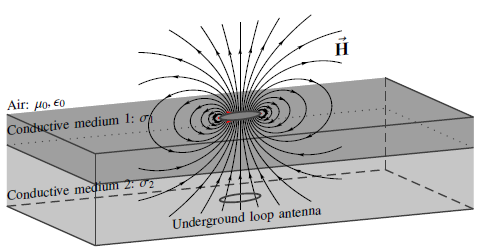 H⃗
Air: μ₀, ϵ₀
Conductive medium 1: σ₁
Conductive medium 2: σ₂
Underground loop antenna